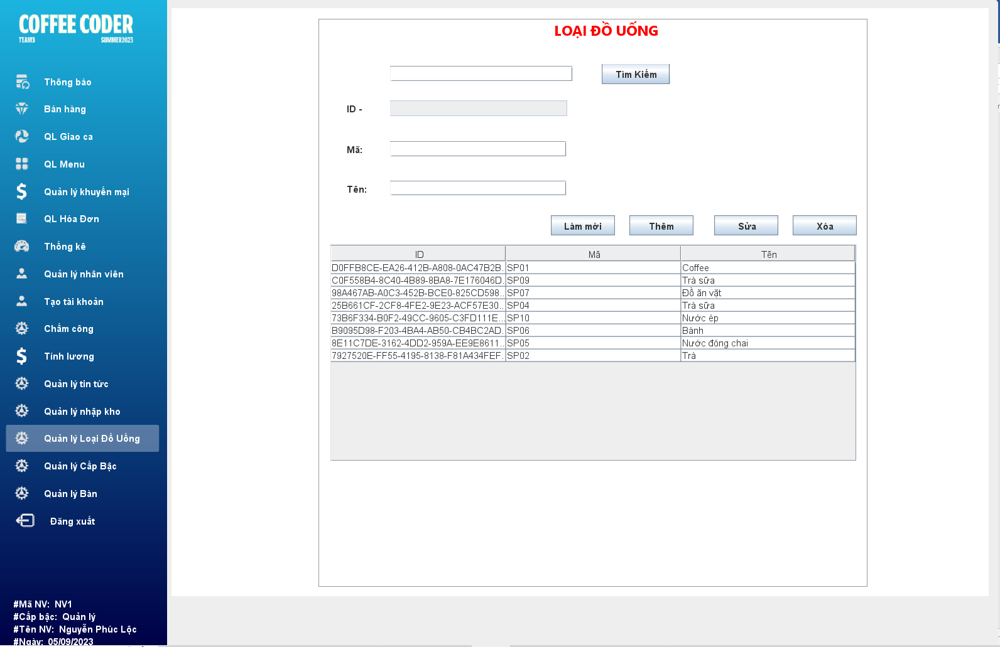 COFFEE CODER
TEAM3 SUMMER2023
Thông báo
Bán hàng
QL Giao ca
QL Menu
Quản lý khuyến mại
QL Hóa Đơn
Thống kê
Quản lý nhân viên
Tạo tài khoản
Chấm công
Tính lương
Quản lý tin tức
Quản lý nhập kho
Quản lý Loại Đồ Uống
Quản lý Cấp Bậc
Quản lý Bàn
Đăng xuất
#Mã NV: NV1
#Cấp bậc: Quản lý
#Tên NV: Nguyễn Phúc Lộc
#Ngày: 05/09/2023
LOẠI ĐỒ UỐNG
Tìm Kiếm
ID -
Mã:
Tên:
Làm mới Thêm Sửa Xóa
ID Mã Tên
D0FFB8CE-EA26-412B-A808-0AC47B2B.. SP01 Coffee
C0F558B4-8C40-4B89-8BA8-7E176046D.. SP09 Trà sữa
98A467AB-A0C3-452B-BCE0-825CD598... SP07 Đồ ăn vặt
25B661CF-2CF8-4FE2-9E23-ACF57E30... SP04 Trà sữa
73B6F334-B0F2-49CC-9605-C3FD111E... SP10 Nước ép
B9095D98-F203-4BA4-AB50-CB4BC2AD.. SP06 Bánh
8E11C7DE-3162-4DD2-959A-EE9E8611... SP05 Nước đóng chai
7927520E-FF55-4195-8138-F81A434FEF.. SP02 Trà